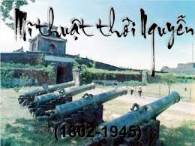 Mĩ thuật thời Nguyễn
(1802-1945)